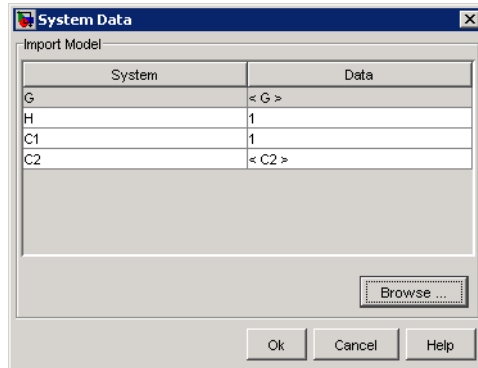 System Data
Import Model
System Data
G < G >
H 1
C1 1
C2 < C2 >
Browse ...
Ok Cancel Help